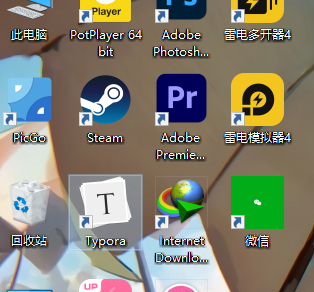 Player
此电脑
PotPlayer 64
bit
Adobe
Photosh...
雷电多开器4
Pr
PicGo
Steam
Adobe
Premie...
雷电模拟器4
T
回收站
Typora
Internet
Downlo...
微信
UP